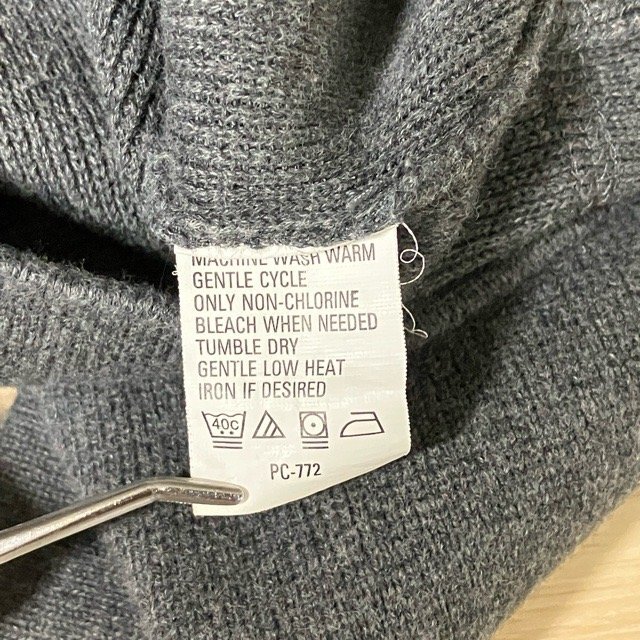 MACHINE WASH WARM
GENTLE CYCLE
ONLY NON-CHLORINE
BLEACH WHEN NEEDED
TUMBLE DRY
GENTLE LOW HEAT
IRON IF DESIRED
40C
PC-772